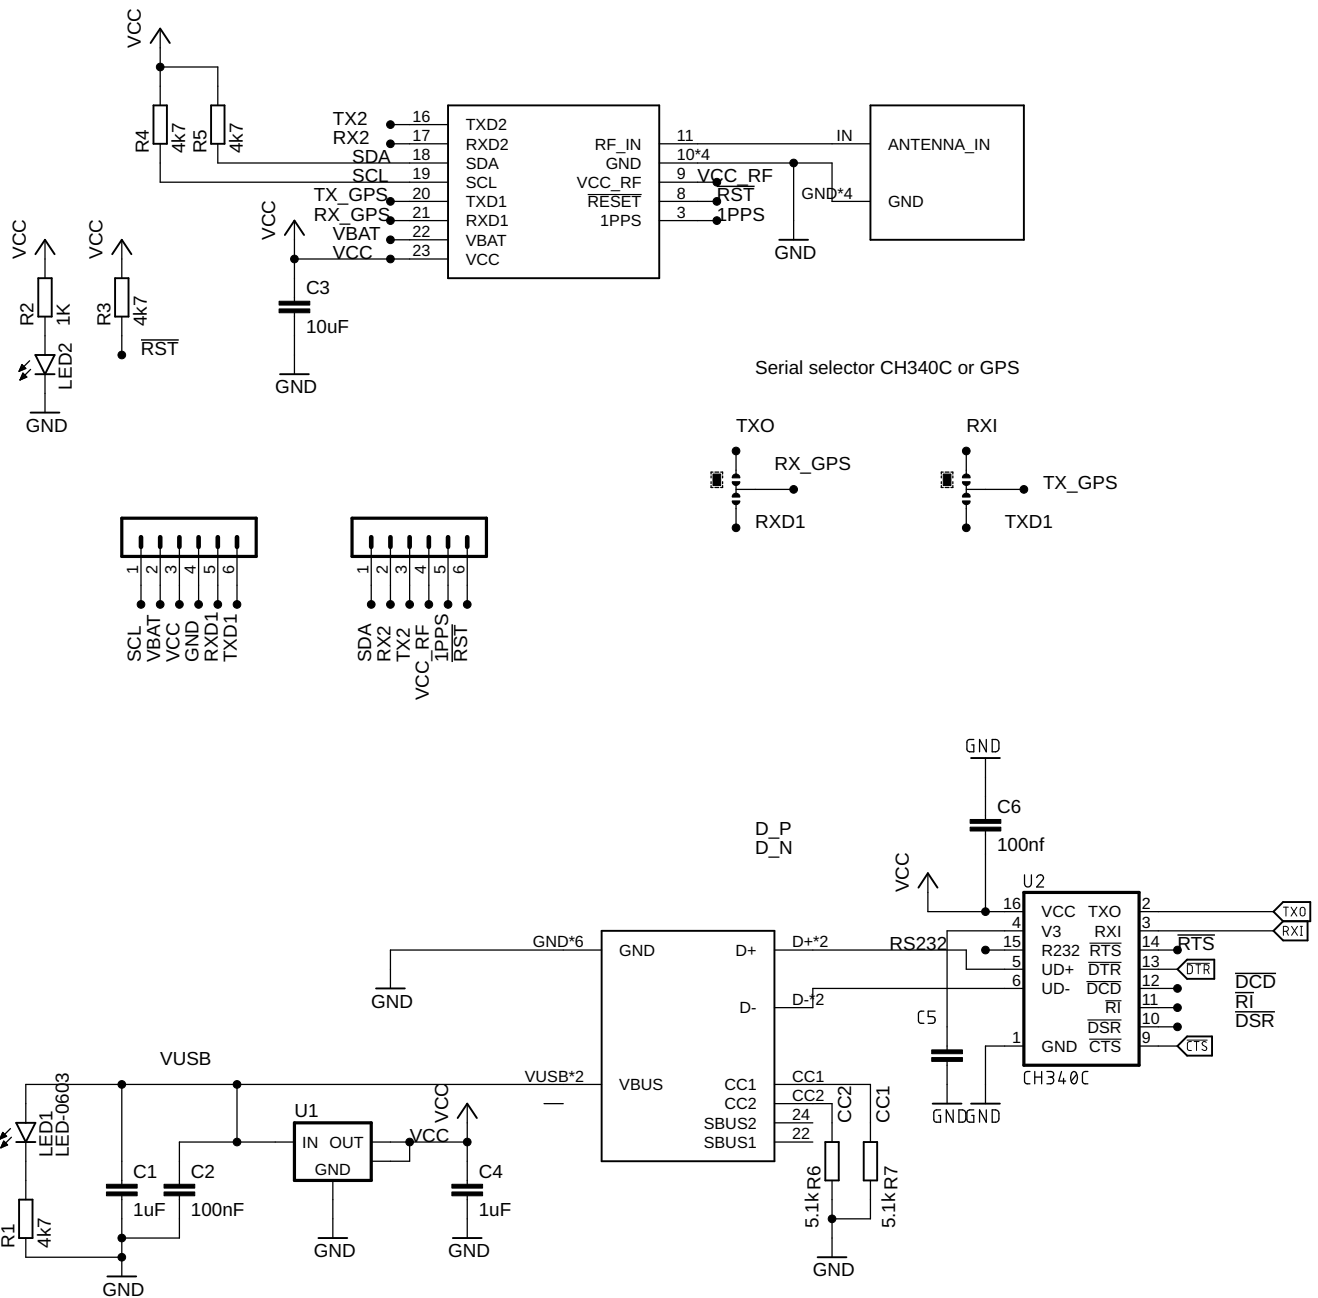 VCC
R4
4k7
R5
4k7
TX2
RX2
SDA
SCL
TX_GPS
RX_GPS
VBAT
VCC
16
17
18
19
20
21
22
23
TXD2
RXD2
SDA
SCL
TXD1
RXD1
VBAT
VCC
RF_IN
GND
VCC_RF
RESET
1PPS
11
10*4
9
8
3
VCC_RF
RST
1PPS
IN
GND*4
GND
ANTENNA_IN
GND
VCC
R2
1K
LED2
GND
VCC
R3
4k7
RST
VCC
C3
10uF
GND
Serial selector CH340C or GPS
TXO
RX_GPS
RXD1
RXI
TX_GPS
TXD1
1
2
3
4
5
6
SCL
VBAT
VCC
GND
RXD1
TXD1
1
2
3
4
5
6
SDA
RX2
TX2
VCC_RF
1PPS
RST
GND
C6
100nf
D_P
D_N
VCC
U2
16
4
15
5
6
1
VCC TXO
V3 RXI
R232 RTS
UD+ DTR
UD- DCD
RI
DSR
GND CTS
2
3
14
13
12
11
10
9
TXO
RXI
RTS
DTR
DCD
RI
DSR
CTS
CH340C
RS232
C5
GND
GND
GND*6
GND
GND
D+
D-
D+*2
D-*2
VUSB
VUSB*2
VBUS
CC1
CC2
SBUS2
SBUS1
CC1
CC2
24
22
CC2
CC1
R6
5.1k
R7
5.1k
GND
LED1
LED-0603
R1
4k7
C1
1uF
C2
100nF
GND
U1
IN OUT
GND
GND
VCC
VCC
C4
1uF
GND